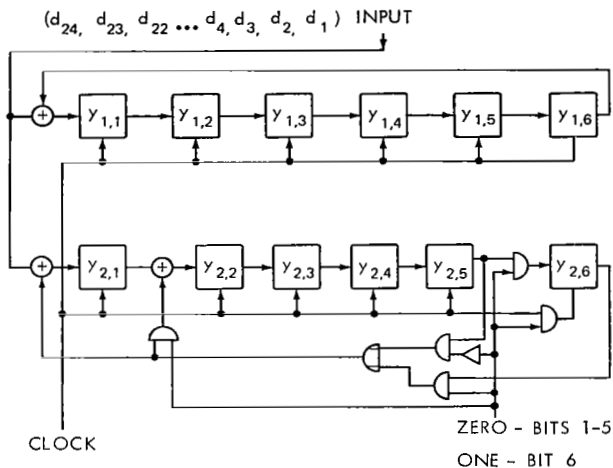 (d24, d23, d22 ... d4, d3, d2, d1) INPUT
+ y1,1 y1,2 y1,3 y1,4 y1,5 y1,6
+ y2,1 + y2,2 y2,3 y2,4 y2,5 y2,6
CLOCK
ZERO - BITS 1-5
ONE - BIT 6